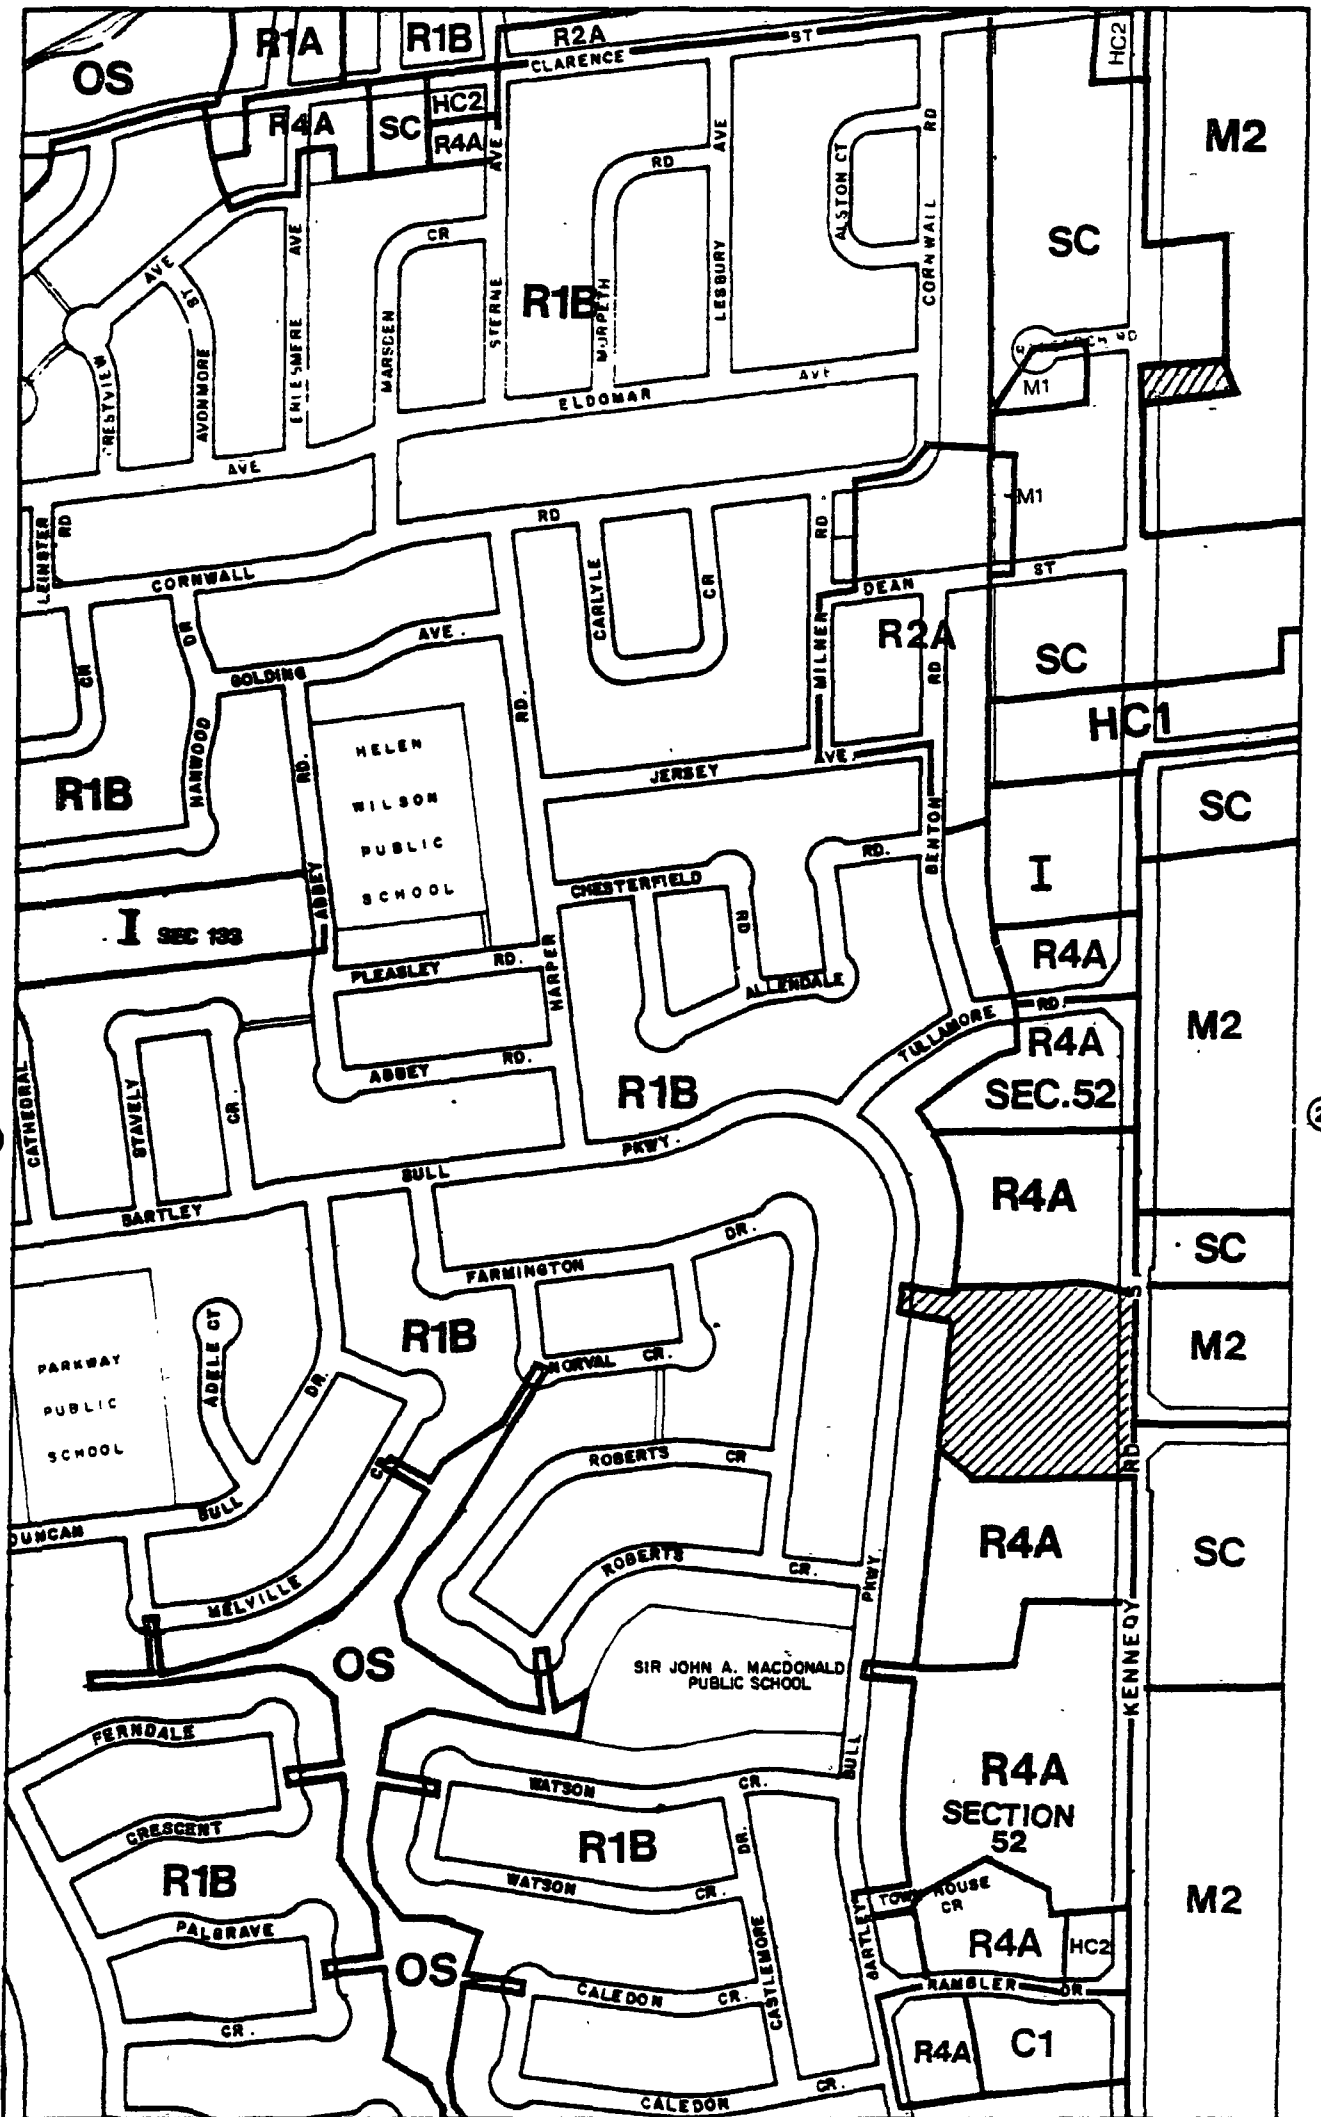 R1A
R1B
R2A
HC2
OS
CLARENCE ST
R4A
SC
HC2
R4A
M2
AVE
AVE
RD
RD
ALSTON CT
AVE
ST
AVE
CR
SC
R1B
MARSDEN
STERNE
MORPETH
LESBURY
CORNWALL
AVONMORE
M1
ELDOMAR AVE
AVE
M1
LEINSTER RD
RD
RD
CORNWALL
CARLYLE
CR
DEAN ST
CR
DR
GOLDING AVE.
MILNER
R2A
RD
SC
HC1
HANWOOD
RD.
RD.
HELEN
WILSON
PUBLIC
SCHOOL
R1B
JERSEY AVE.
SC
BENTON
RD.
CHESTERFIELD
RD
I
ABBEY
I SEC 133
R4A
PLEASLEY RD.
HARPER
ALLENDALE
TULLAMORE RD.
M2
R4A
SEC.52
CATHEDRAL
STAVELY
CR.
ABBEY RD.
R1B
BARTLEY BULL PKWY.
R4A
SC
FARMINGTON DR.
S
R1B
ADELE CT
DR.
NORVAL CR.
M2
PARKWAY
PUBLIC
SCHOOL
CR
ROBERTS CR
RD
DUNCAN BULL
R4A
SC
MELVILLE
ROBERTS CR.
PKWY
KENNEDY
OS
SIR JOHN A. MACDONALD
PUBLIC SCHOOL
FERNDALE
BULL
WATSON CR.
R4A
SECTION
52
CRESCENT
R1B
DR.
R1B
WATSON CR.
TOWNHOUSE
CR
M2
PALGRAVE
CASTLEMORE
BARTLEY
R4A
HC2
OS
CALEDON CR.
RAMBLER DR
CR.
R4A
C1
CR.
CALEDON